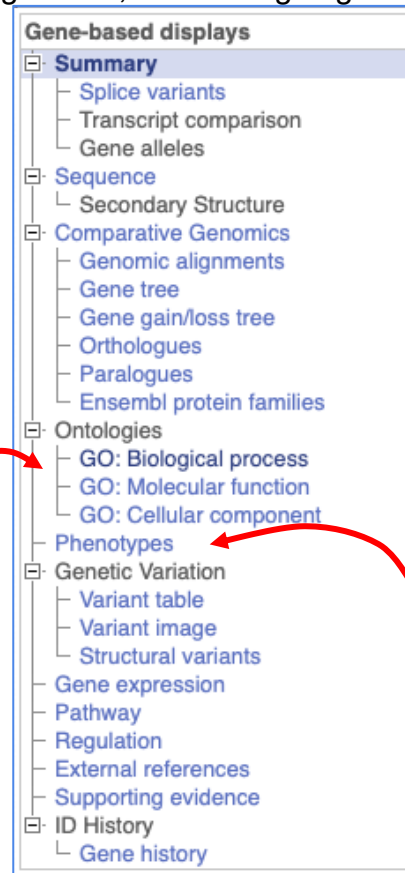 Gene-based displays
Summary
Splice variants
Transcript comparison
Gene alleles
Sequence
Secondary Structure
Comparative Genomics
Genomic alignments
Gene tree
Gene gain/loss tree
Orthologues
Paralogues
Ensembl protein families
Ontologies
GO: Biological process
GO: Molecular function
GO: Cellular component
Phenotypes
Genetic Variation
Variant table
Variant image
Structural variants
Gene expression
Pathway
Regulation
External references
Supporting evidence
ID History
Gene history